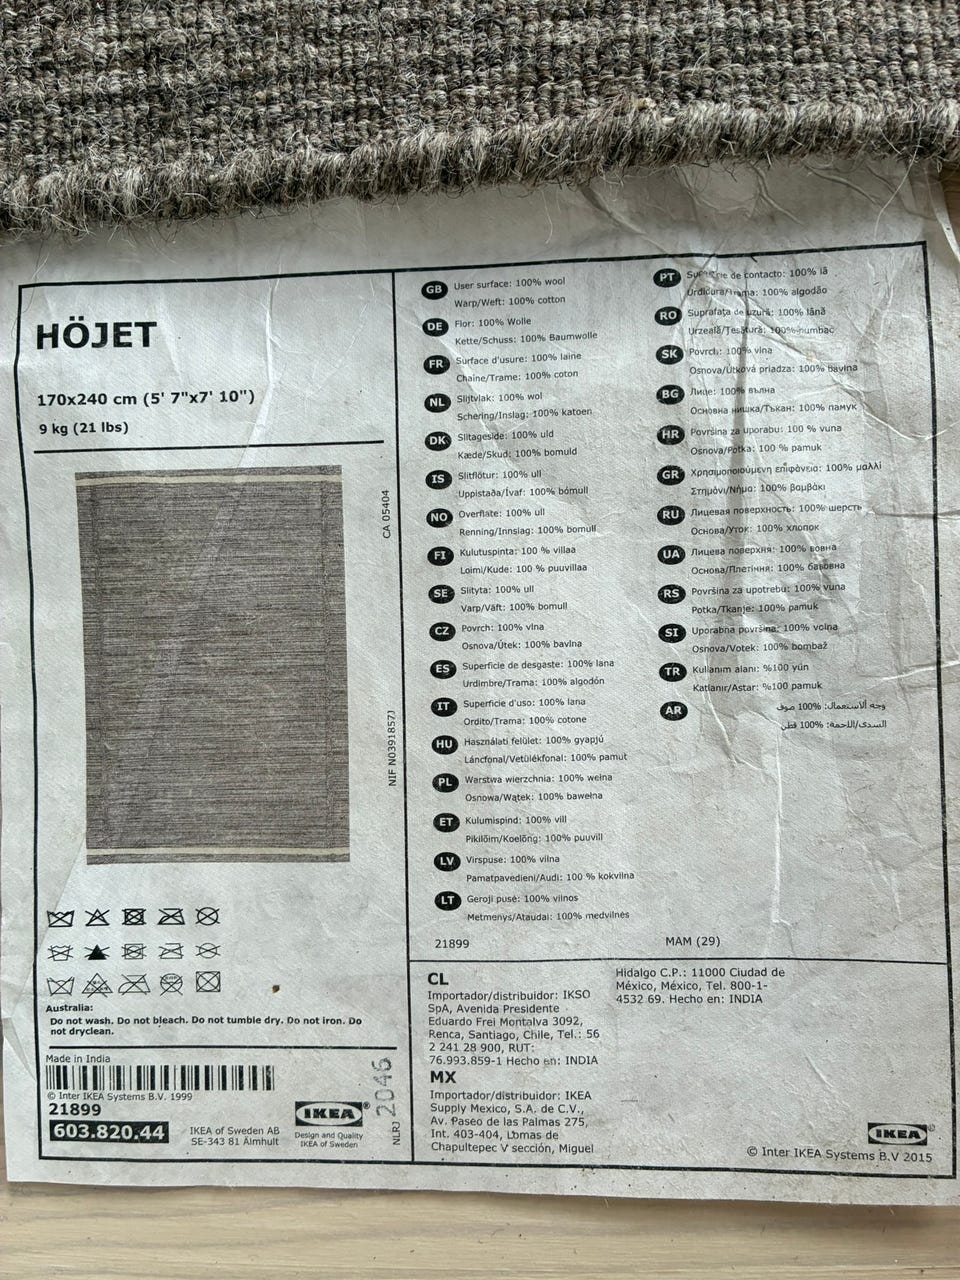 HÖJET
170x240 cm (5' 7"x7' 10")
9 kg (21 lbs)
CA 05404
NIF N0391857J
Australia:
Do not wash. Do not bleach. Do not tumble dry. Do not iron. Do
not dryclean.
Made in India
© Inter IKEA Systems B.V. 1999
21899
603.820.44
IKEA of Sweden AB
SE-343 81 Älmhult
IKEA®
Design and Quality
IKEA of Sweden
NLRJ 2046
GB User surface: 100% wool
Warp/Weft: 100% cotton
DE Flor: 100% Wolle
Kette/Schuss: 100% Baumwolle
FR Surface d'usure: 100% laine
Chaîne/Trame: 100% coton
NL Slijtvlak: 100% wol
Schering/Inslag: 100% katoen
DK Slitageside: 100% uld
Kæde/Skud: 100% bomuld
IS Slitflötur: 100% ull
Uppistaða/Ívaf: 100% bómull
NO Overflate: 100% ull
Renning/Innslag: 100% bomull
FI Kulutuspinta: 100 % villaa
Loimi/Kude: 100 % puuvillaa
SE Slityta: 100% ull
Varp/Väft: 100% bomull
CZ Povrch: 100% vlna
Osnova/Útek: 100% bavlna
ES Superficie de desgaste: 100% lana
Urdimbre/Trama: 100% algodón
IT Superficie d'uso: 100% lana
Ordito/Trama: 100% cotone
HU Használati felület: 100% gyapjú
Láncfonal/Vetülékfonal: 100% pamut
PL Warstwa wierzchnia: 100% wełna
Osnowa/Wątek: 100% bawełna
ET Kulumispind: 100% vill
Pikilõim/Koelõng: 100% puuvill
LV Virspuse: 100% vilna
Pamatpavedieni/Audi: 100 % kokvilna
LT Geroji pusė: 100% vilnos
Metmenys/Ataudai: 100% medvilnės
21899
PT de contacto: 100% lã
100% algodão
RO Suprafaţa de uzură: 100% lână
Urzeală/Ţesătură: 100% bumbac
SK Povrch: 100% vlna
Osnova/Útková priadza: 100% bavlna
BG Лице: 100% вълна
Основна нишка/Тъкан: 100% памук
HR Površina za uporabu: 100 % vuna
Osnova/Potka: 100 % pamuk
GR Χρησιμοποιούμενη επιφάνεια: 100% μαλλί
Στημόνι/Νήμα: 100% βαμβάκι
RU Лицевая поверхность: 100% шерсть
Основа/Уток: 100% хлопок
UA Лицева поверхня: 100% вовна
Основа/Плетіння: 100% бавовна
RS Površina za upotrebu: 100% vuna
Potka/Tkanje: 100% pamuk
SI Uporabna površina: 100% volna
Osnova/Votek: 100% bombaž
TR Kullanım alanı: %100 yün
Katlanır/Astar: %100 pamuk
AR وجه الاستعمال: 100% صوف
السدى/اللحمة: 100% قطن
MAM (29)
CL
Importador/distribuidor: IKSO
SpA, Avenida Presidente
Eduardo Frei Montalva 3092,
Renca, Santiago, Chile, Tel.: 56
2 241 28 900, RUT:
76.993.859-1 Hecho en: INDIA
MX
Importador/distribuidor: IKEA
Supply Mexico, S.A. de C.V.,
Av. Paseo de las Palmas 275,
Int. 403-404, Lomas de
Chapultepec V sección, Miguel
Hidalgo C.P.: 11000 Ciudad de
México, México, Tel. 800-1-
4532 69. Hecho en: INDIA
IKEA®
© Inter IKEA Systems B.V 2015